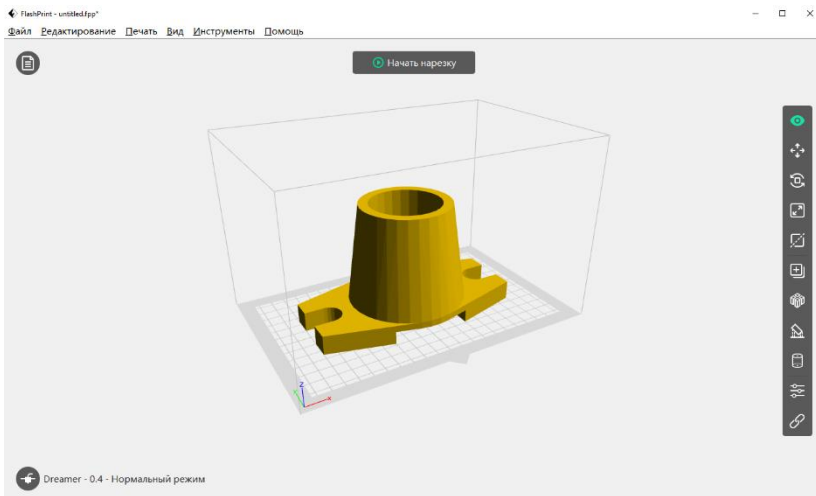 FlashPrint - untitled.fpp*
Файл Редактирование Печать Вид Инструменты Помощь
Начать нарезку
Z
Dreamer - 0.4 - Нормальный режим